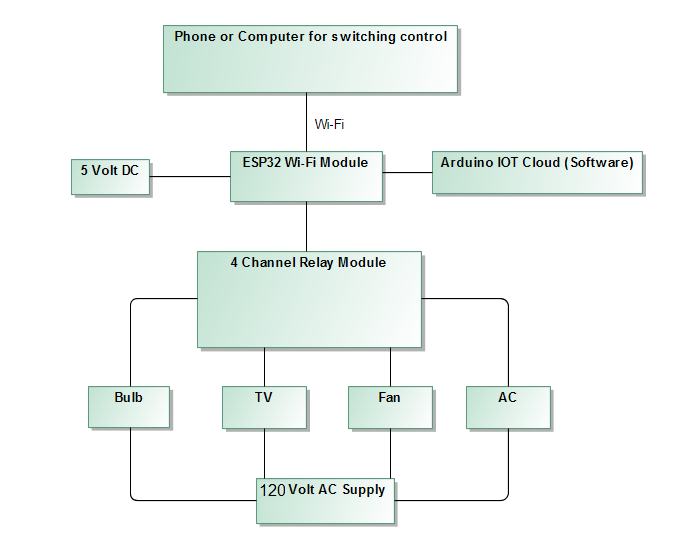 Phone or Computer for switching control
Wi-Fi
5 Volt DC
ESP32 Wi-Fi Module
Arduino IOT Cloud (Software)
4 Channel Relay Module
Bulb
TV
Fan
AC
120 Volt AC Supply